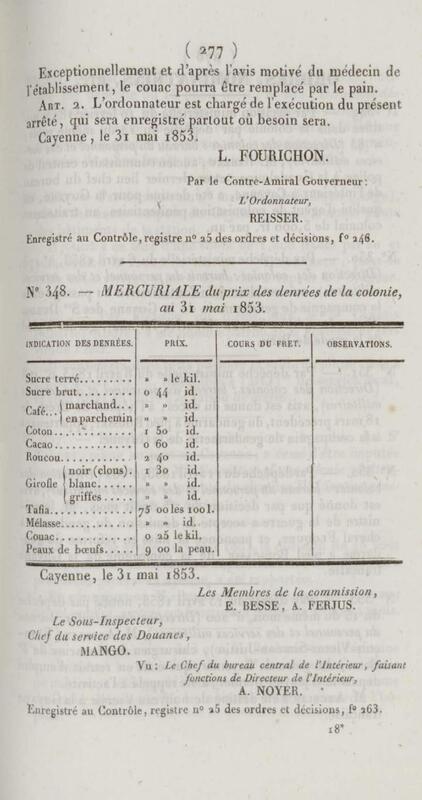 ( 277 )
Exceptionnellement et d'après l'avis motivé du médecin de
l'établissement, le couac pourra être remplacé par le pain.
ART. 2. L'ordonnateur est chargé de l'exécution du présent
arrêté, qui sera enregistré partout où besoin sera.
Cayenne, le 31 mai 1853.
L. FOURICHON.
Par le Contre-Amiral Gouverneur:
L'Ordonnateur,
REISSER.
Enregistré au Contrôle, registre n° 25 des ordres et décisions, f° 246.
N° 348. — MERCURIALE du prix des denrées de la colonie,
au 31 mai 1853.
INDICATION DES DENRÉES. PRIX. COURS DU FRET. OBSERVATIONS.
Sucre terré......... » » le kil.
Sucre brut......... 0 44 id.
Café... { marchand... » » id.
{ en parchemin » » id.
Coton............ 1 50 id.
Cacao............ 0 60 id.
Roucou........... 2 40 id.
Girofle { noir (clous). 1 30 id.
{ blanc...... » » id.
{ griffes..... » » id.
Tafia............ 75 00 les 100 l.
Mélasse.......... » » id.
Couac............ 0 25 le kil.
Peaux de bœufs..... 9 00 la peau.
Cayenne, le 31 mai 1853.
Les Membres de la commission,
E. BESSE, A. FERJUS.
Le Sous-Inspecteur,
Chef du service des Douanes,
MANGO.
Vu: Le Chef du bureau central de l'Intérieur, faisant
fonctions de Directeur de l'Intérieur,
A. NOYER.
Enregistré au Contrôle, registre n° 25 des ordres et décisions, f° 263.
18*